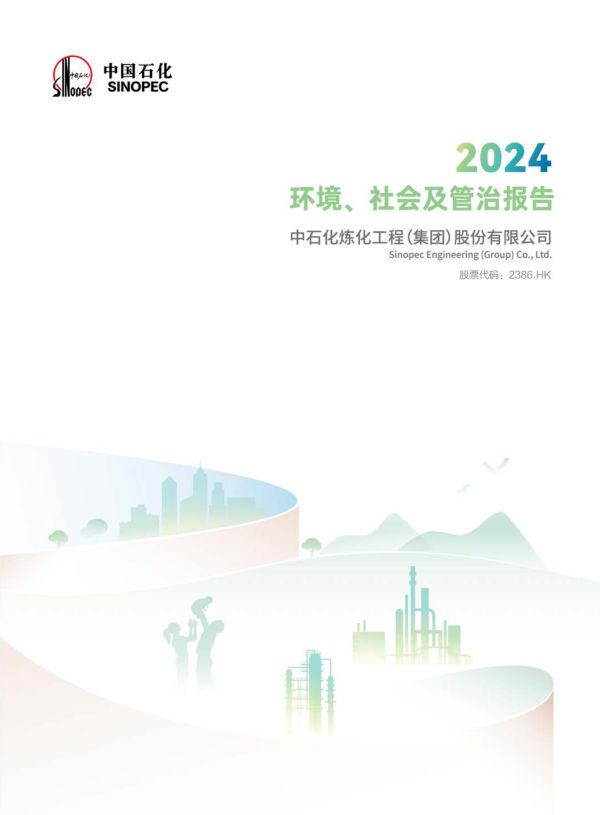 中国石化
SINOPEC
SINOPEC
2024
环境、社会及管治报告
中石化炼化工程(集团)股份有限公司
Sinopec Engineering (Group) Co., Ltd.
股票代码：2386.HK